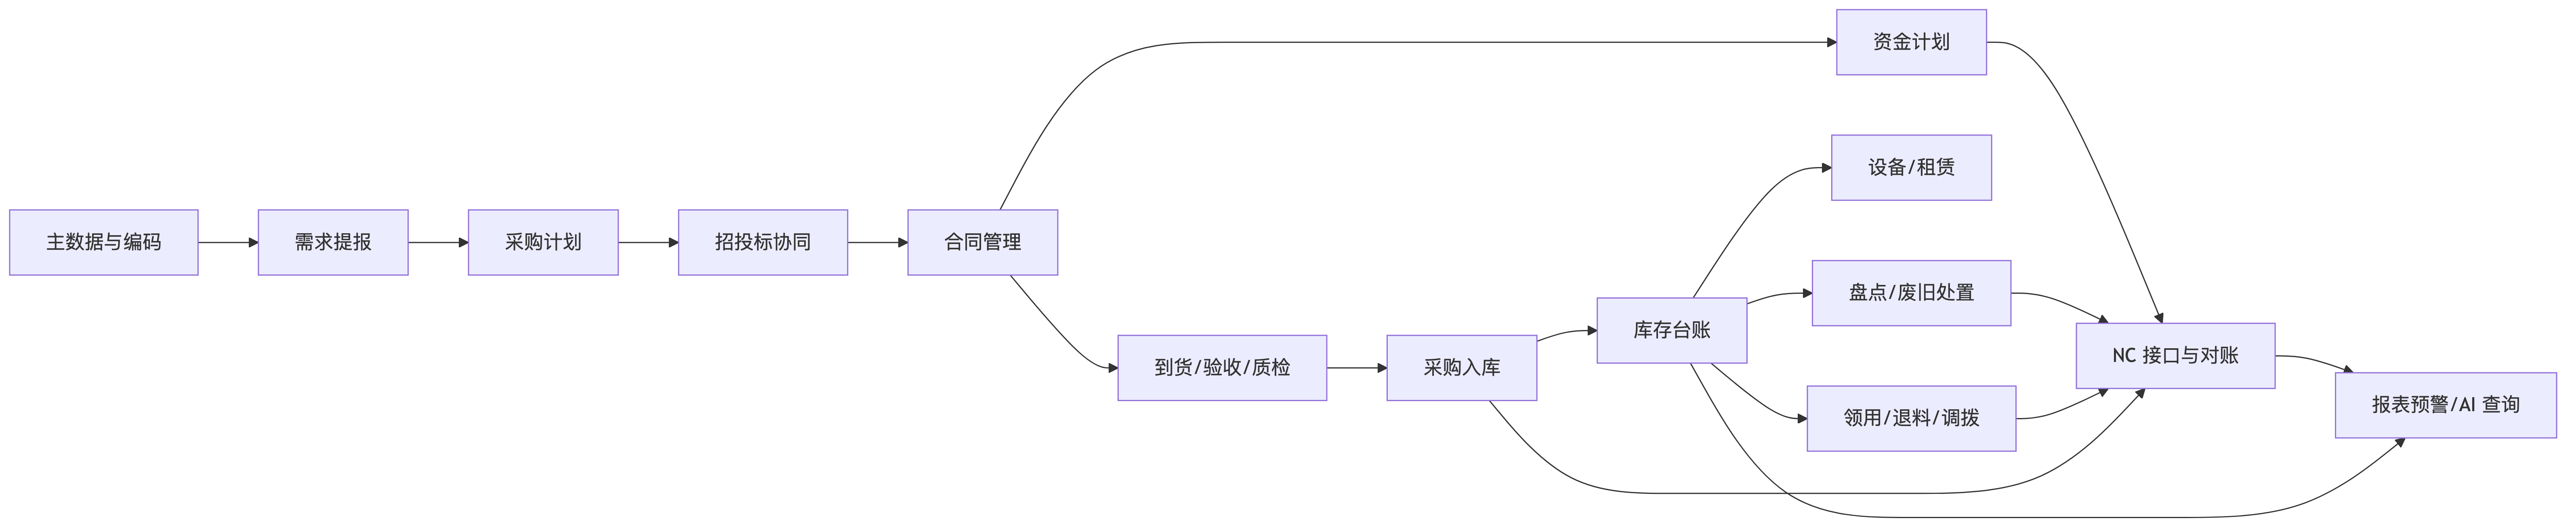 主数据与编码
需求提报
采购计划
招投标协同
合同管理
资金计划
到货/验收/质检
采购入库
库存台账
设备/租赁
盘点/废旧处置
领用/退料/调拨
NC 接口与对账
报表预警/AI 查询